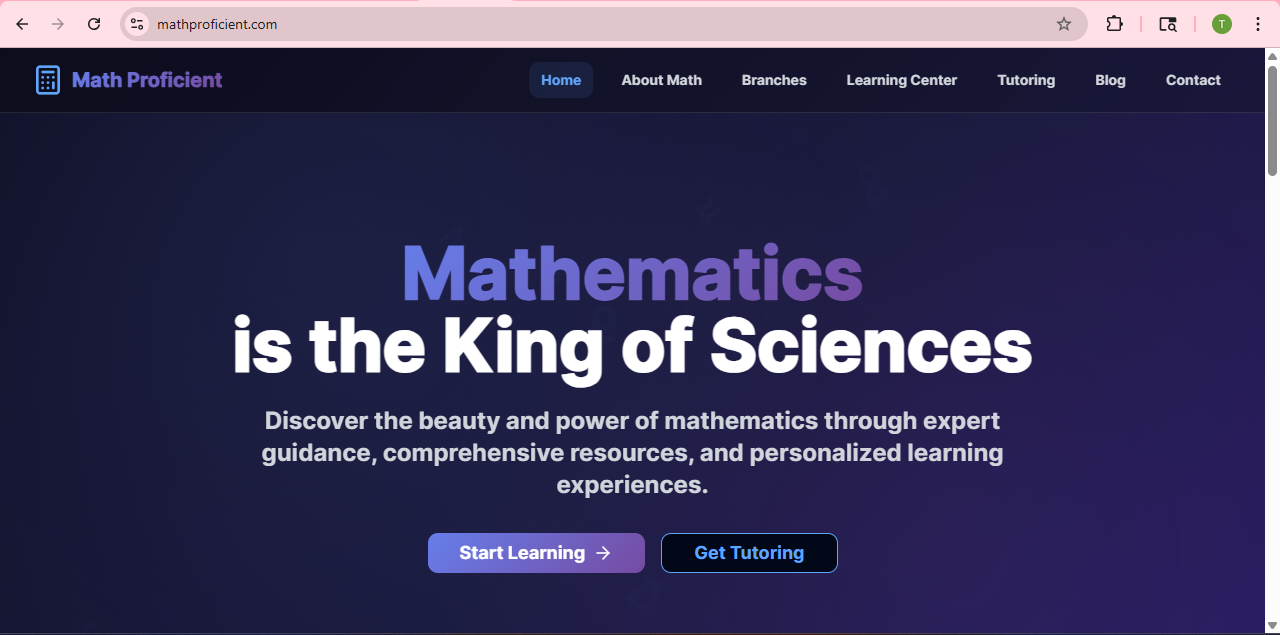 mathproficient.com
T
Math Proficient
Home About Math Branches Learning Center Tutoring Blog Contact
Mathematics
is the King of Sciences
Discover the beauty and power of mathematics through expert
guidance, comprehensive resources, and personalized learning
experiences.
Start Learning → Get Tutoring